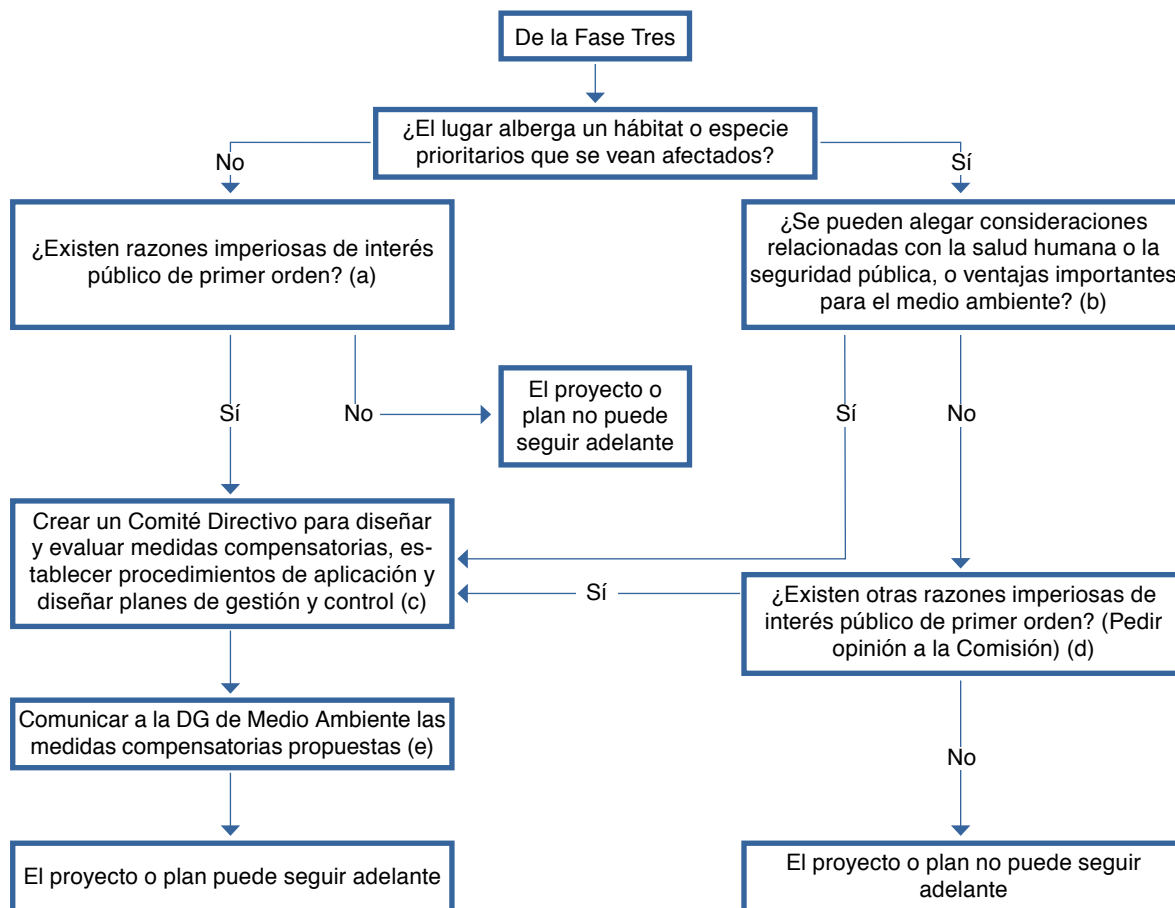 De la Fase Tres
¿El lugar alberga un hábitat o especie
prioritarios que se vean afectados?
No
Sí
¿Existen razones imperiosas de interés
público de primer orden? (a)
¿Se pueden alegar consideraciones
relacionadas con la salud humana o la
seguridad pública, o ventajas importantes
para el medio ambiente? (b)
Sí
No
El proyecto o
plan no puede
seguir adelante
Sí
No
Crear un Comité Directivo para diseñar
y evaluar medidas compensatorias, es-
tablecer procedimientos de aplicación y
diseñar planes de gestión y control (c)
Sí
¿Existen otras razones imperiosas de
interés público de primer orden? (Pedir
opinión a la Comisión) (d)
Comunicar a la DG de Medio Ambiente las
medidas compensatorias propuestas (e)
No
El proyecto o plan puede seguir adelante
El proyecto o plan no puede seguir
adelante